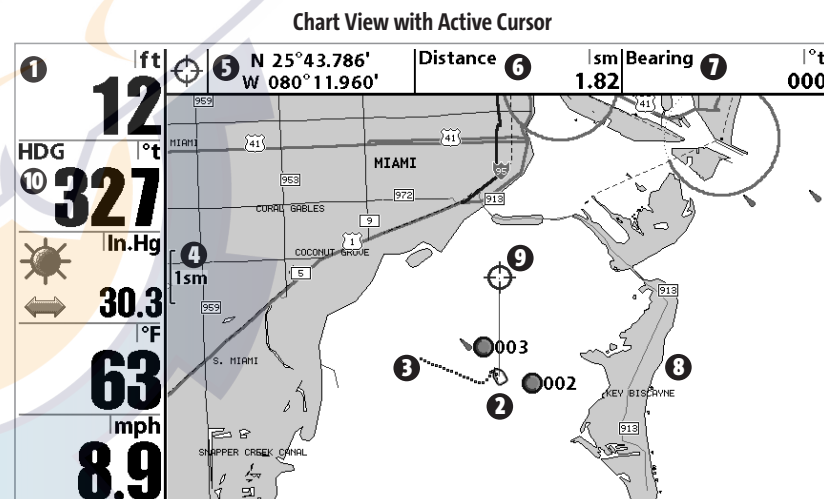 Chart View with Active Cursor
1 ft
12
5 N 25°43.786'
W 080°11.960'
Distance 6 sm
1.82
Bearing 7 °t
000
HDG °t
10 327
In.Hg
30.3
°F
63
mph
8.9
4
1sm
959
41
MIAMI
41
41
MIAMI
95
953
972
913
CORAL GABLES
9
1
COCONUT GROVE
5
9
913
959
003
S. MIAMI
3
002
8
2
KEY BISCAYNE
913
SNAPPER CREEK CANAL